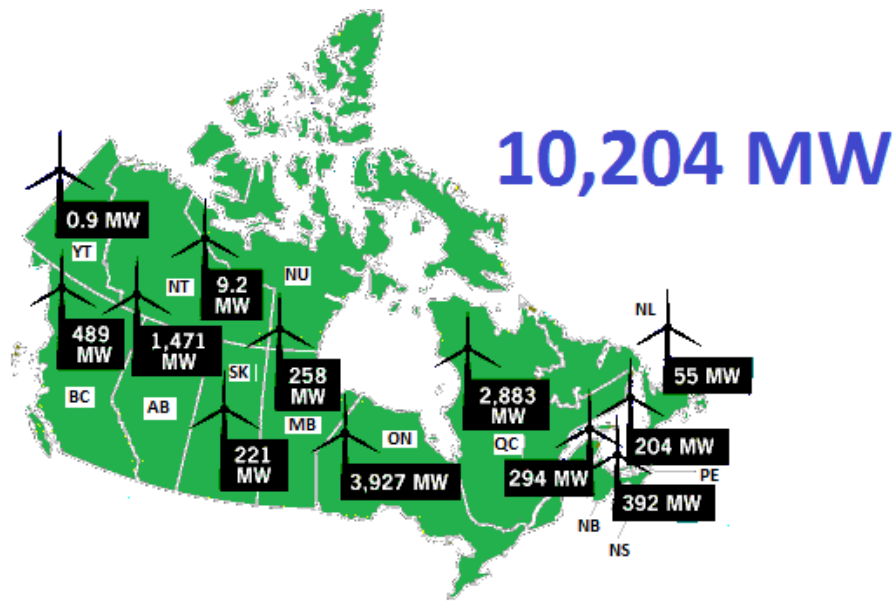 10,204 MW
0.9 MW
YT
NT
9.2
MW
NU
489
MW
1,471
MW
258
MW
SK
BC
AB
221
MW
MB
ON
3,927 MW
2,883
MW
QC
NL
55 MW
204 MW
294 MW
PE
392 MW
NB
NS